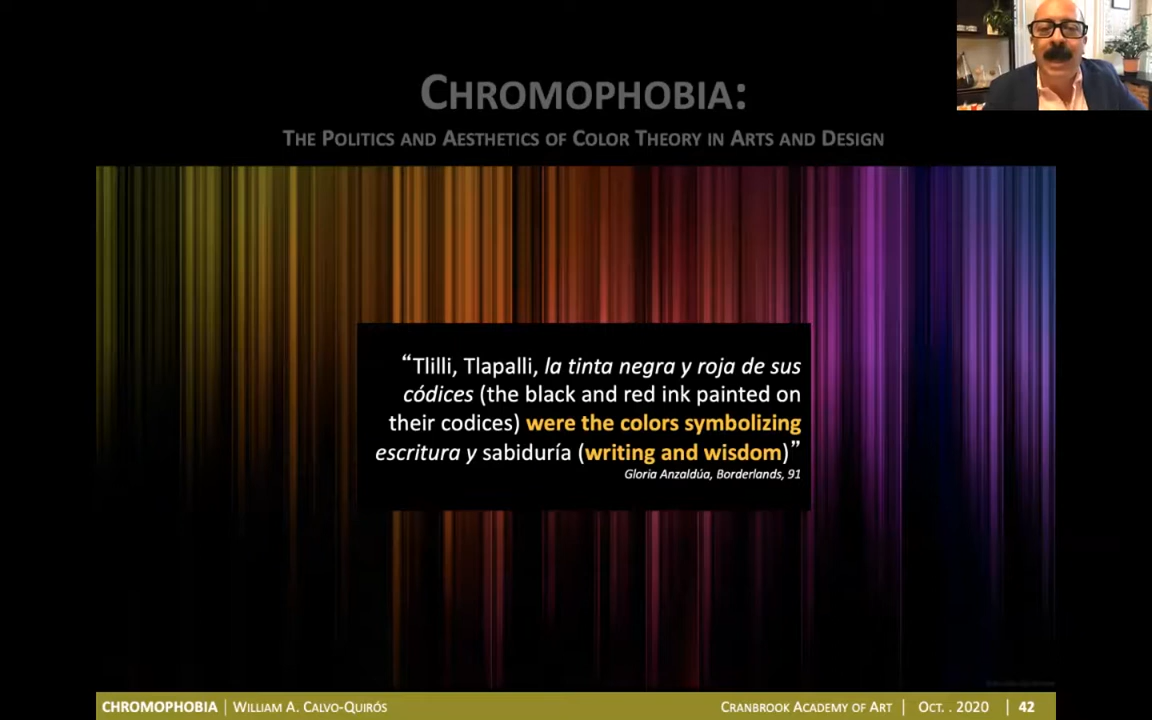 CHROMOPHOBIA:
THE POLITICS AND AESTHETICS OF COLOR THEORY IN ARTS AND DESIGN
“Tlilli, Tlapalli, la tinta negra y roja de sus
códices (the black and red ink painted on
their codices) were the colors symbolizing
escritura y sabiduría (writing and wisdom)”
Gloria Anzaldúa, Borderlands, 91
CHROMOPHOBIA | WILLIAM A. CALVO-QUIRÓS
CRANBROOK ACADEMY OF ART | OCT. . 2020 | 42